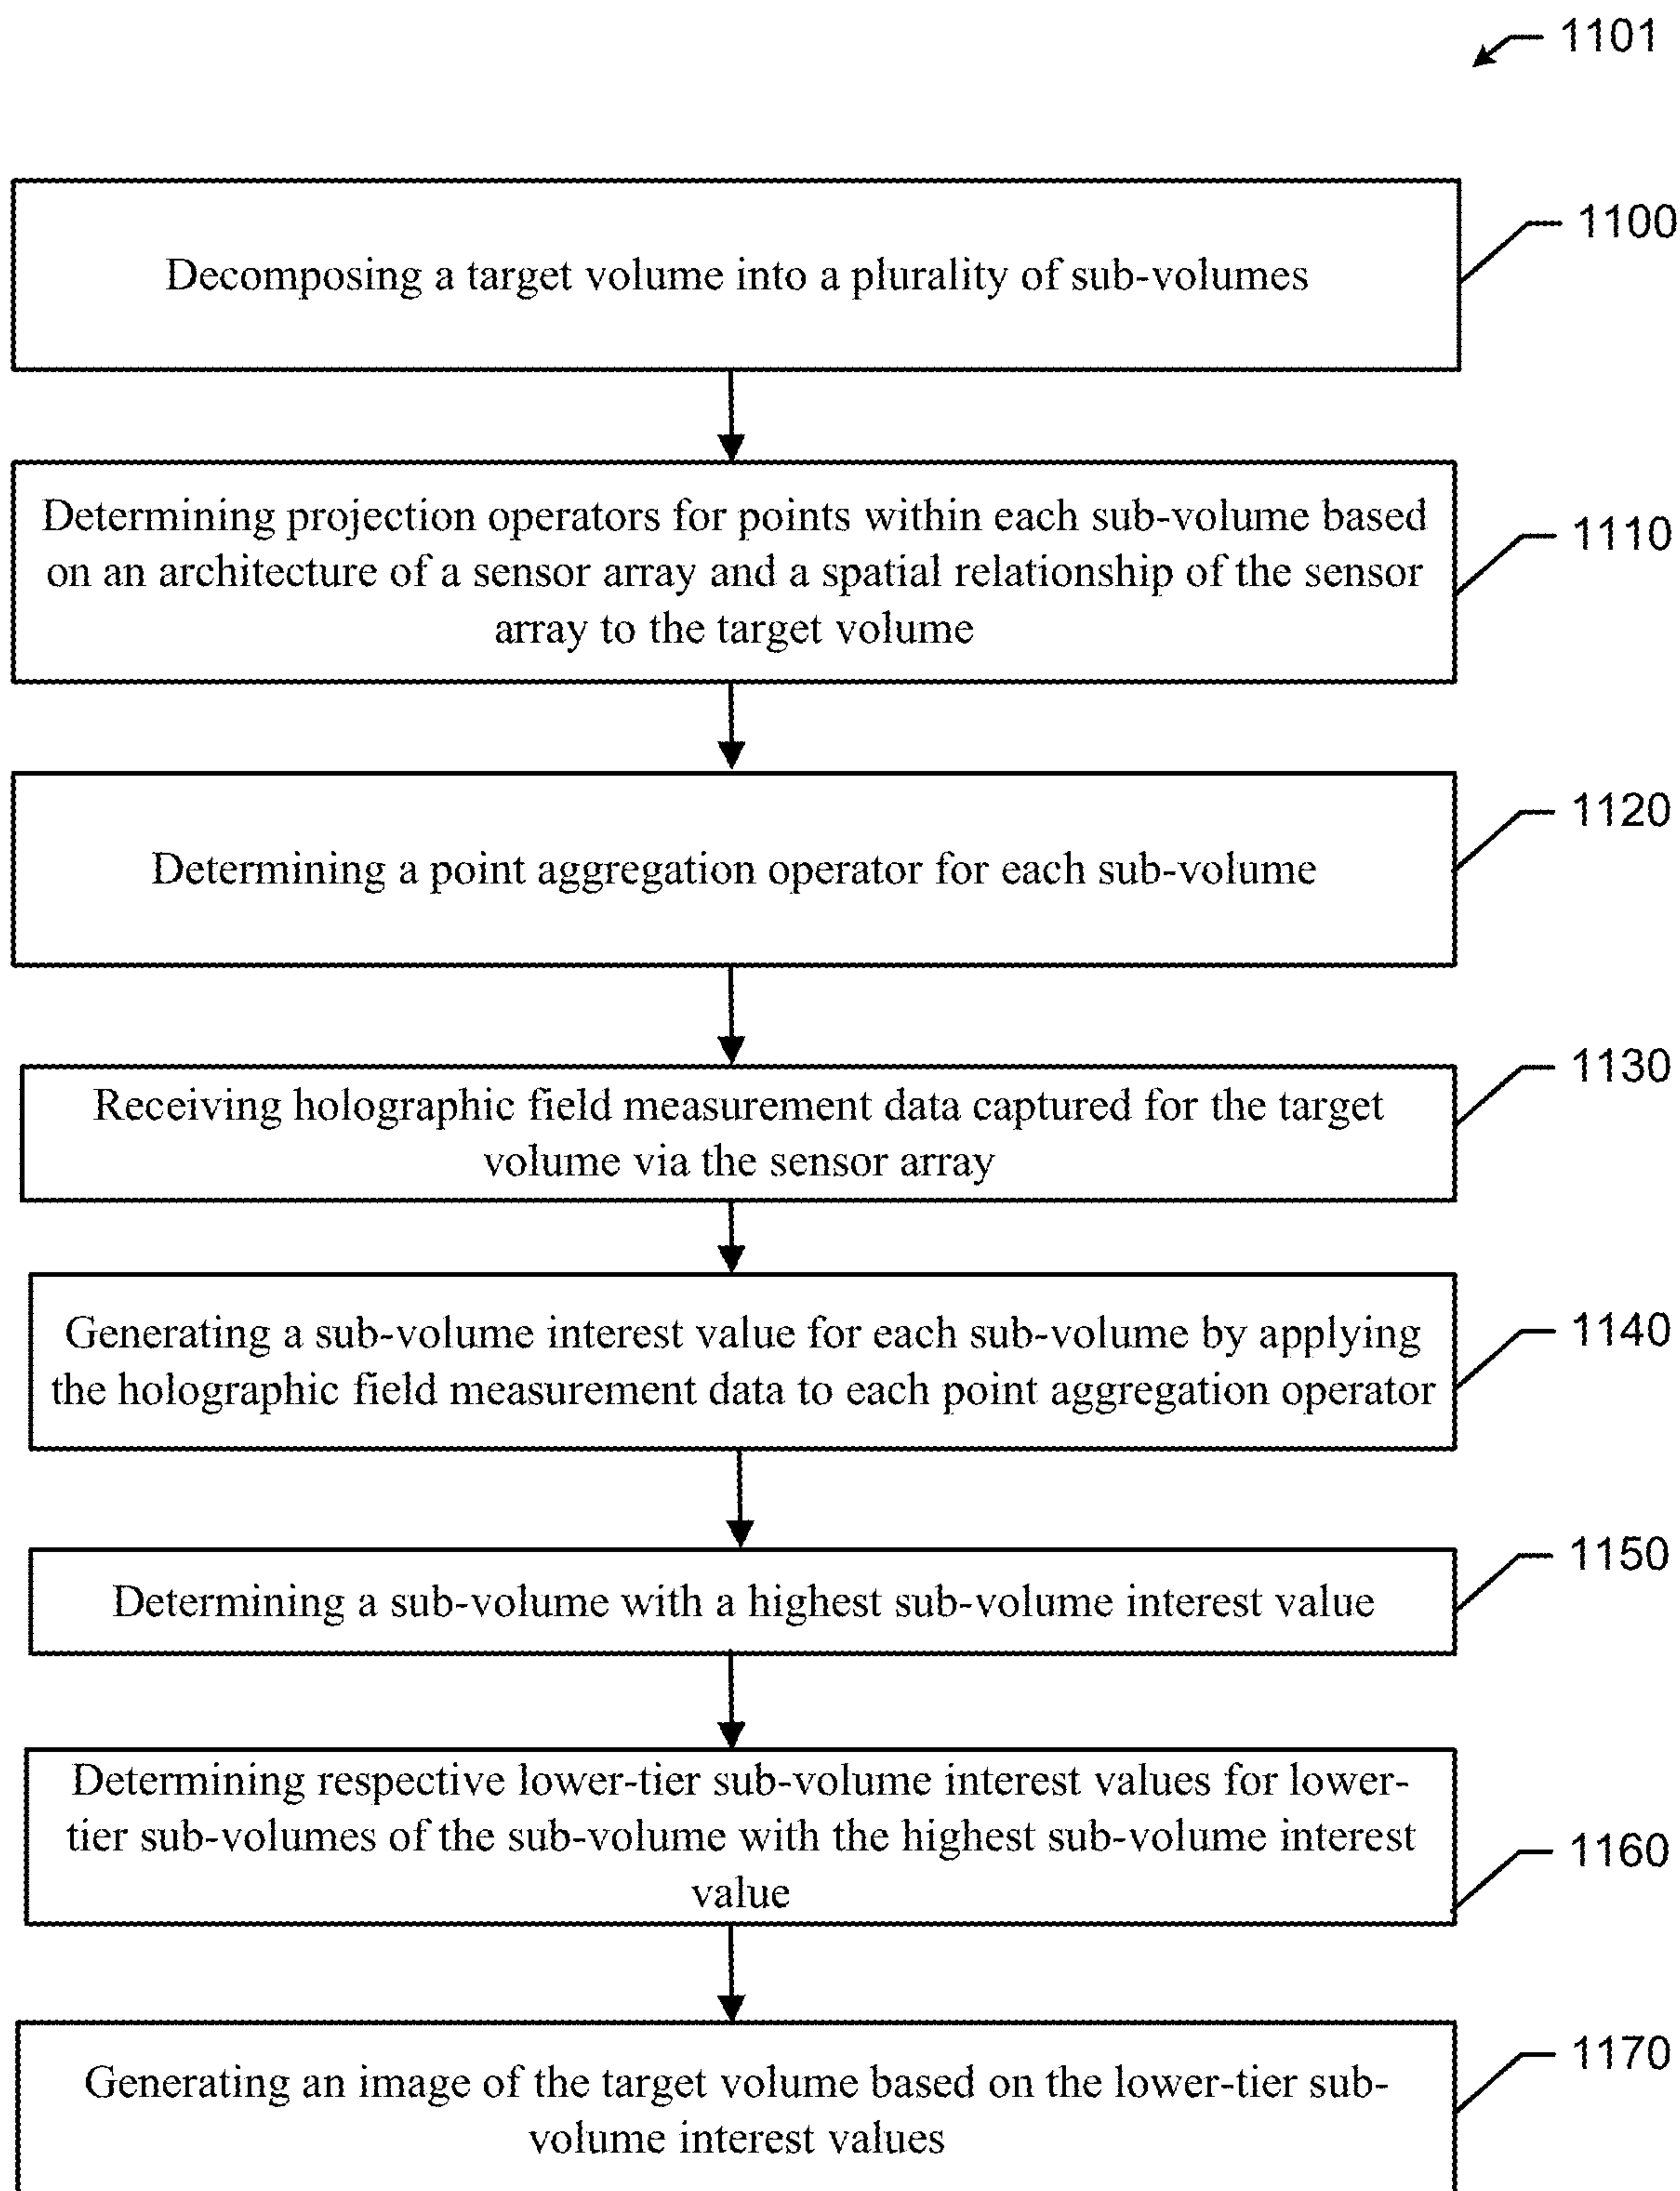 1101
Decomposing a target volume into a plurality of sub-volumes
1100
Determining projection operators for points within each sub-volume based
on an architecture of a sensor array and a spatial relationship of the sensor
array to the target volume
1110
Determining a point aggregation operator for each sub-volume
1120
Receiving holographic field measurement data captured for the target
volume via the sensor array
1130
Generating a sub-volume interest value for each sub-volume by applying
the holographic field measurement data to each point aggregation operator
1140
Determining a sub-volume with a highest sub-volume interest value
1150
Determining respective lower-tier sub-volume interest values for lower-
tier sub-volumes of the sub-volume with the highest sub-volume interest
value
1160
Generating an image of the target volume based on the lower-tier sub-
volume interest values
1170